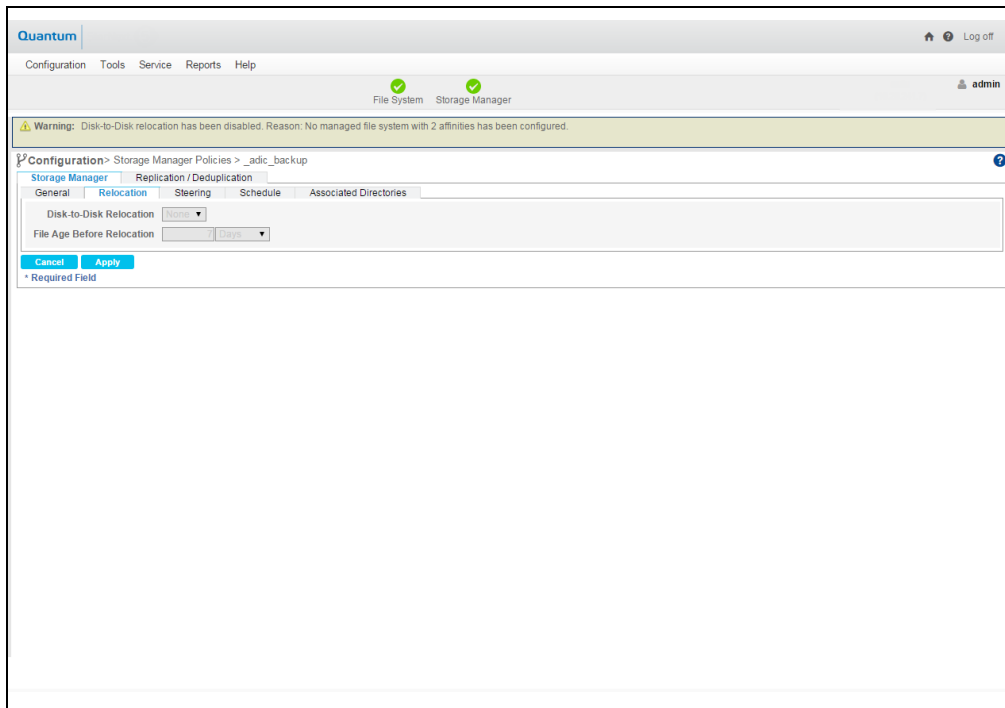 Quantum
Log off
Configuration Tools Service Reports Help
File System Storage Manager
admin
Warning: Disk-to-Disk relocation has been disabled. Reason: No managed file system with 2 affinities has been configured.
Configuration> Storage Manager Policies > _adic_backup
Storage Manager Replication / Deduplication
General Relocation Steering Schedule Associated Directories
Disk-to-Disk Relocation None
File Age Before Relocation 7 Days
Cancel Apply
* Required Field